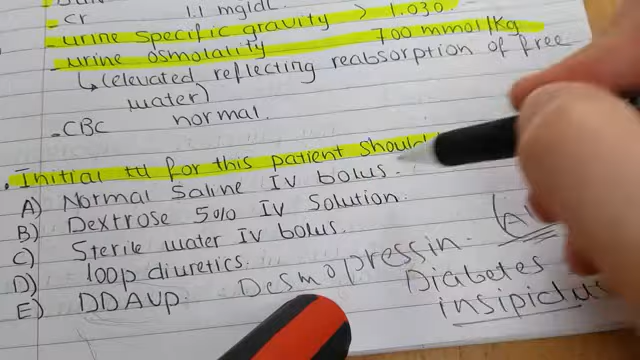 - Cr 1.1 mg/dL
- urine specific gravity > 1.030
- urine osmolality 700 mmol/kg
↳ (elevated reflecting reabsorption of free
water)
- CBC normal.
. Initial ttt for this patient should
A) Normal Saline IV bolus.
B) Dextrose 5% IV Solution.
C) Sterile water IV bolus.
D) loop diuretics.
E) DDAVP. Desmopressin.
Diabetes
insipidus